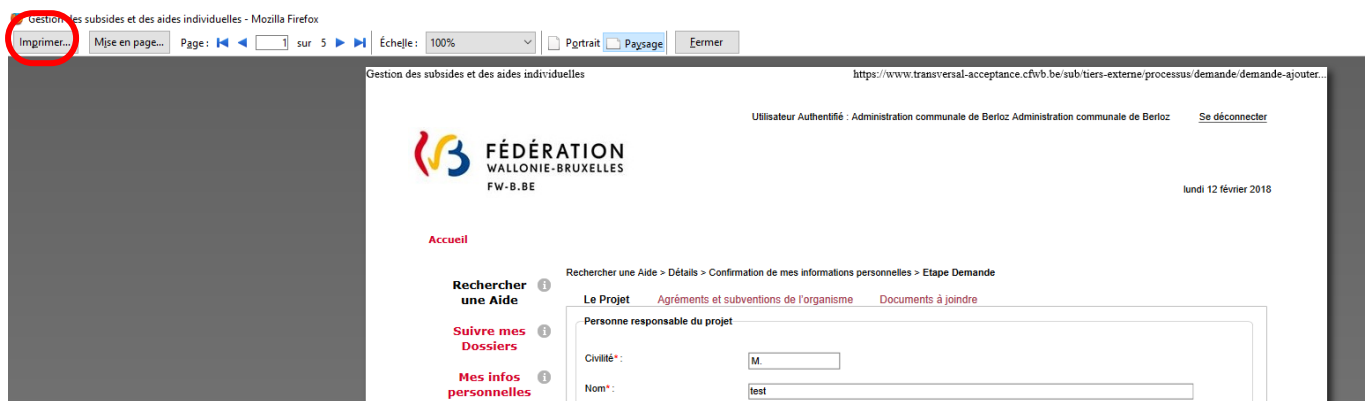 Gestion des subsides et des aides individuelles - Mozilla Firefox
Imprimer... Mise en page... Page : 1 sur 5 Échelle : 100% Portrait Paysage Fermer
Gestion des subsides et des aides individuelles https://www.transversal-acceptance.cfwb.be/sub/tiers-externe/processus/demande/demande-ajouter...
Utilisateur Authentifié : Administration communale de Berloz Administration communale de Berloz Se déconnecter
FÉDÉRATION
WALLONIE-BRUXELLES
FW-B.BE
lundi 12 février 2018
Accueil
Rechercher une Aide > Détails > Confirmation de mes informations personnelles > Etape Demande
Rechercher
une Aide
Le Projet Agréments et subventions de l'organisme Documents à joindre
Personne responsable du projet
Suivre mes
Dossiers
Civilité* : M.
Mes infos
personnelles
Nom* : test